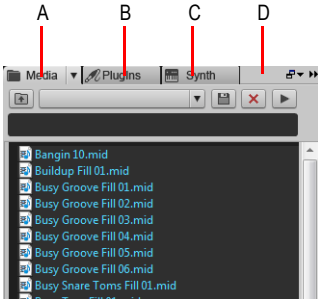 A B C D
Media PlugIns Synth
Bangin 10.mid
Buildup Fill 01.mid
Busy Groove Fill 01.mid
Busy Groove Fill 02.mid
Busy Groove Fill 03.mid
Busy Groove Fill 04.mid
Busy Groove Fill 05.mid
Busy Groove Fill 06.mid
Busy Snare Toms Fill 01.mid